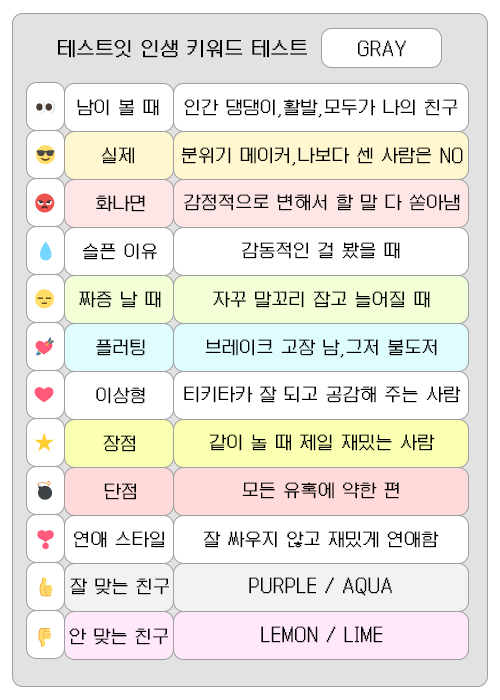 테스트잇 인생 키워드 테스트 GRAY
남이 볼 때 인간 댕댕이,활발,모두가 나의 친구
실제 분위기 메이커,나보다 센 사람은 NO
화나면 감정적으로 변해서 할 말 다 쏟아냄
슬픈 이유 감동적인 걸 봤을 때
짜증 날 때 자꾸 말꼬리 잡고 늘어질 때
플러팅 브레이크 고장 남,그저 불도저
이상형 티키타카 잘 되고 공감해 주는 사람
장점 같이 놀 때 제일 재밌는 사람
단점 모든 유혹에 약한 편
연애 스타일 잘 싸우지 않고 재밌게 연애함
잘 맞는 친구 PURPLE / AQUA
안 맞는 친구 LEMON / LIME